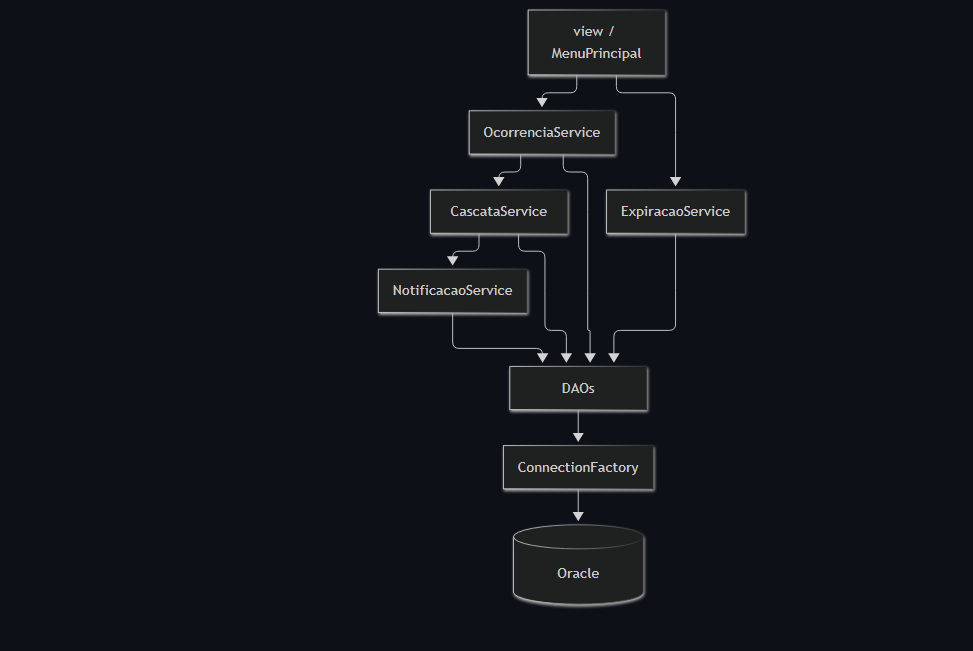 view /
MenuPrincipal
OcorrenciaService
CascataService
ExpiracaoService
NotificacaoService
DAOs
ConnectionFactory
Oracle